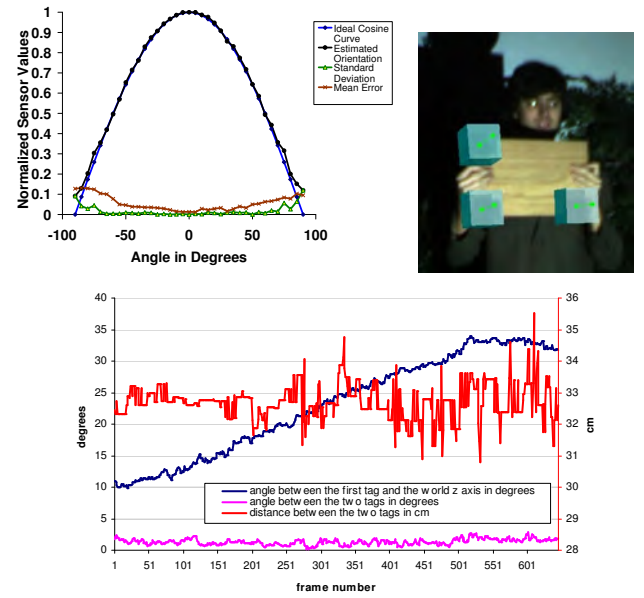 1
0.9
0.8
0.7
0.6
0.5
0.4
0.3
0.2
0.1
0
Normalized Sensor Values
-100 -50 0 50 100
Angle in Degrees
Ideal Cosine
Curve
Estimated
Orientation
Standard
Deviation
Mean Error
40
35
30
25
20
15
10
5
0
degrees
36
35
34
33
32
31
30
29
28
cm
angle between the first tag and the world z axis in degrees
angle between the two tags in degrees
distance between the two tags in cm
1 51 101 151 201 251 301 351 401 451 501 551 601
frame number